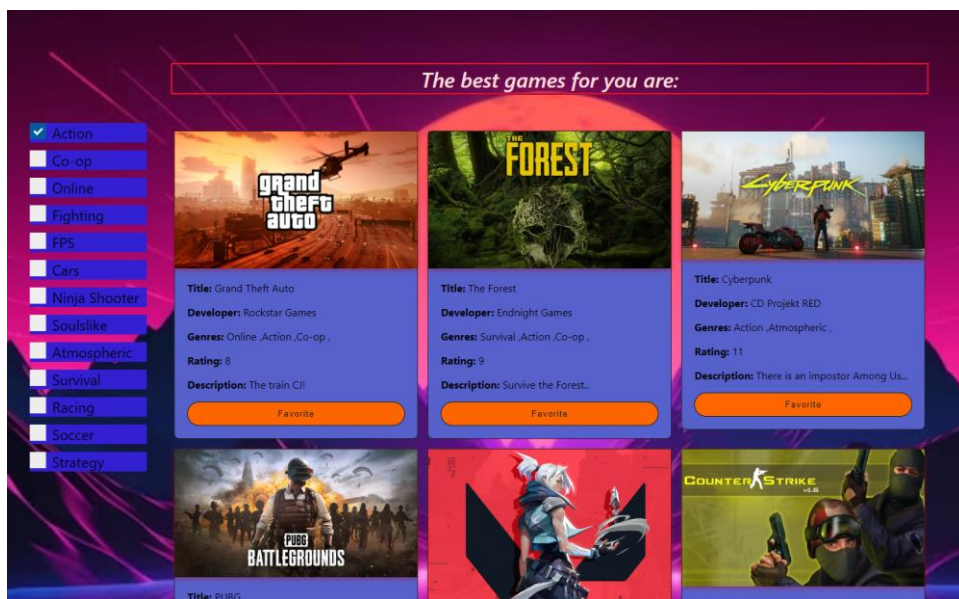 The best games for you are:
Action
Co-op
Online
Fighting
FPS
Cars
Ninja Shooter
Soulslike
Atmospheric
Survival
Racing
Soccer
Strategy
grand
theft
auto
Title: Grand Theft Auto
Developer: Rockstar Games
Genres: Online ,Action ,Co-op ,
Rating: 8
Description: The train CJ!
Favorite
THE
FOREST
Title: The Forest
Developer: Endnight Games
Genres: Survival ,Action ,Co-op ,
Rating: 9
Description: Survive the Forest..
Favorite
Cyberpunk
Title: Cyberpunk
Developer: CD Projekt RED
Genres: Action ,Atmospheric ,
Rating: 11
Description: There is an impostor Among Us...
Favorite
PUBG
BATTLEGROUNDS
Title: PUBG
COUNTER STRIKE
v1.6